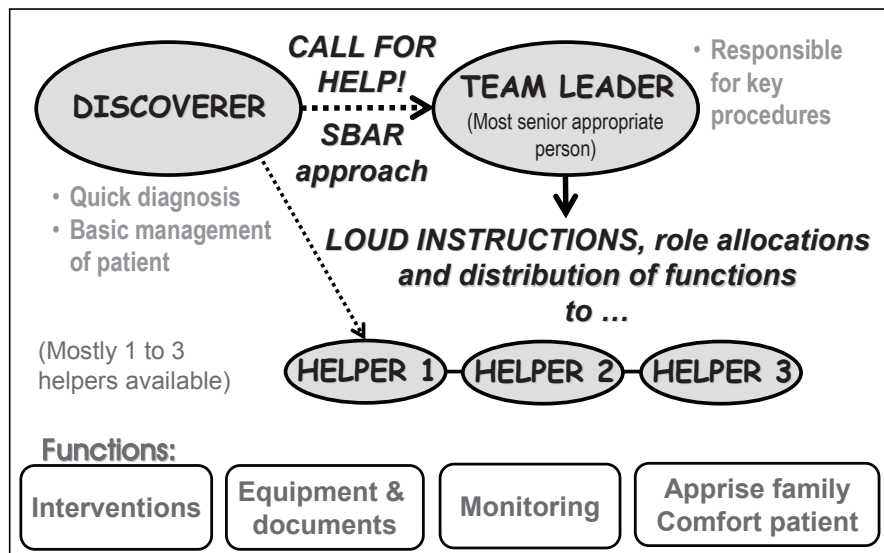 DISCOVERER
CALL FOR
HELP!
SBAR
approach
TEAM LEADER
(Most senior appropriate
person)
• Responsible
for key
procedures
• Quick diagnosis
• Basic management
of patient
LOUD INSTRUCTIONS, role allocations
and distribution of functions
to ...
(Mostly 1 to 3
helpers available)
HELPER 1
HELPER 2
HELPER 3
Functions:
Interventions
Equipment &
documents
Monitoring
Apprise family
Comfort patient